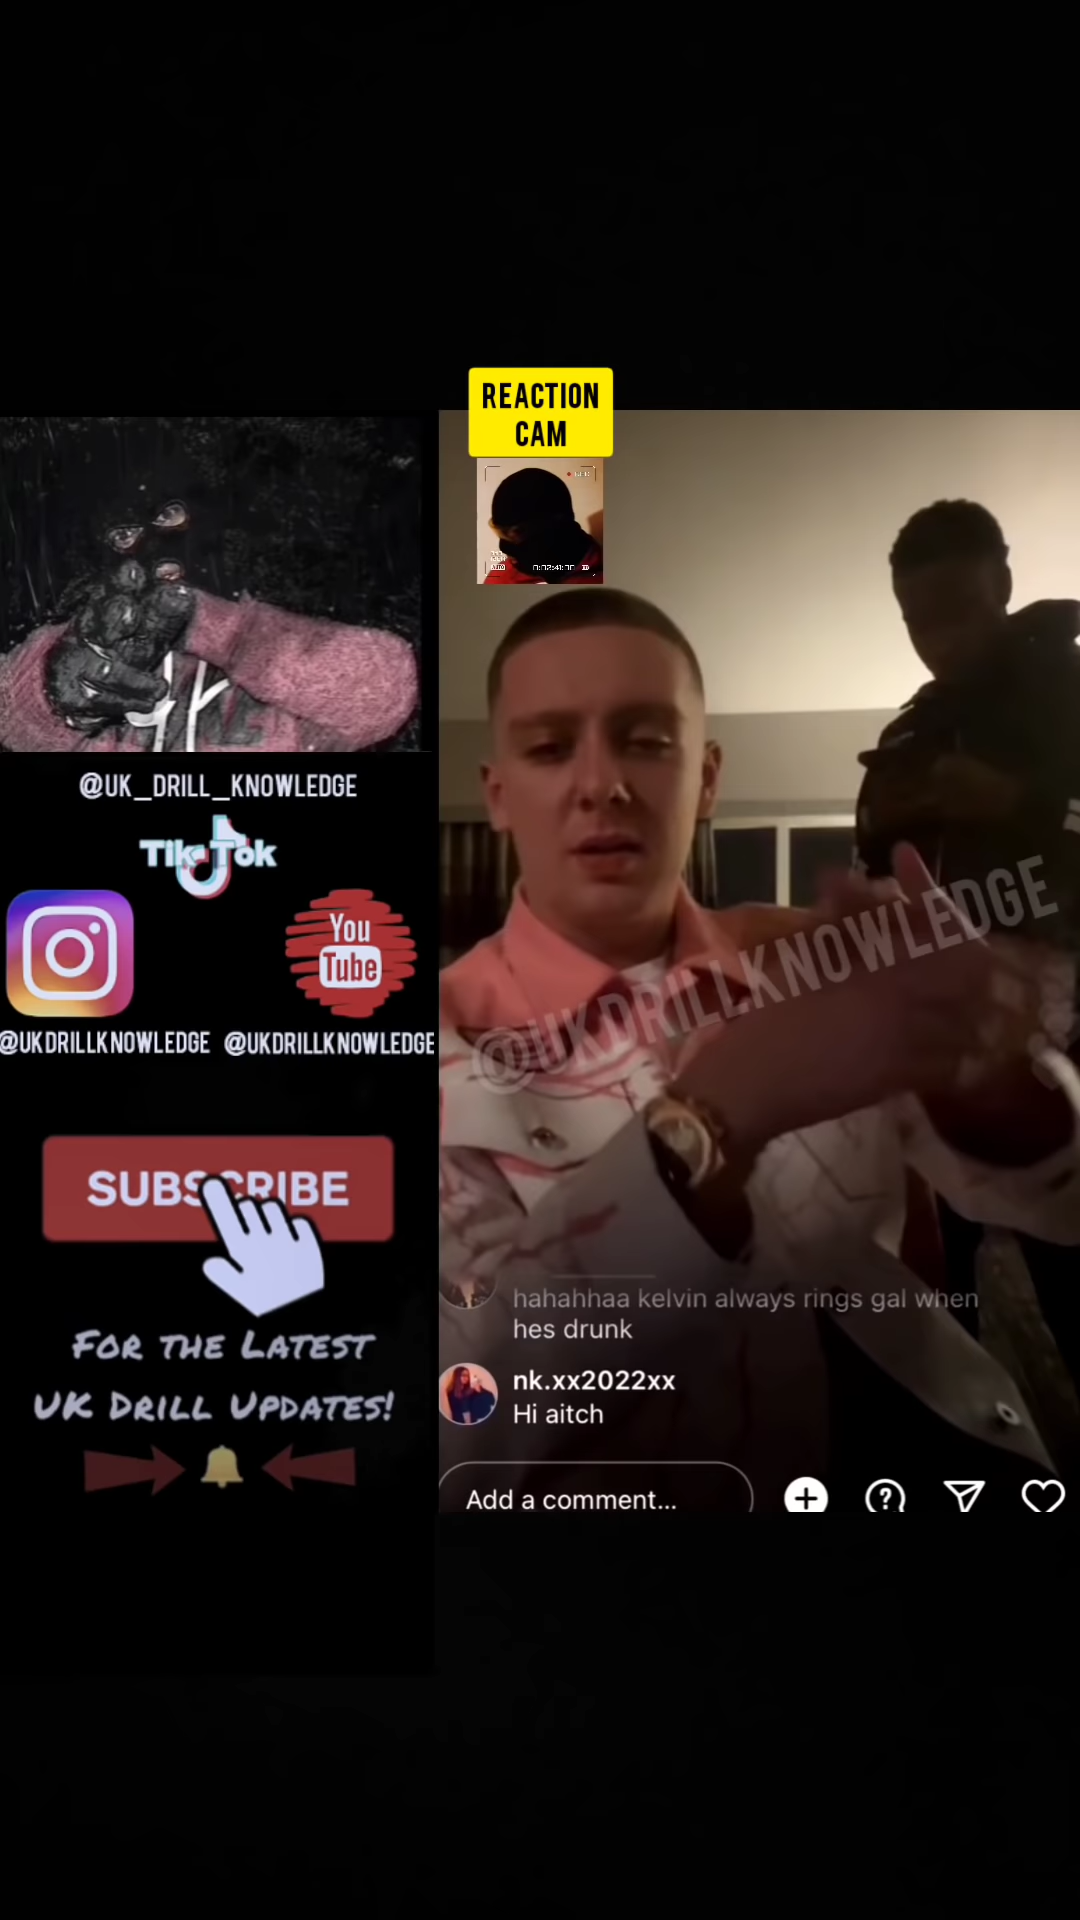 REACTION
CAM
@UK_DRILL_KNOWLEDGE
TikTok
You
Tube
@UKDRILLKNOWLEDGE
@UKDRILLKNOWLEDGE
SUBSCRIBE
FOR THE LATEST
UK DRILL UPDATES!
@UKDRILLKNOWLEDGE
hahahhaa kelvin always rings gal when
hes drunk
nk.xx2022xx
Hi aitch
Add a comment...